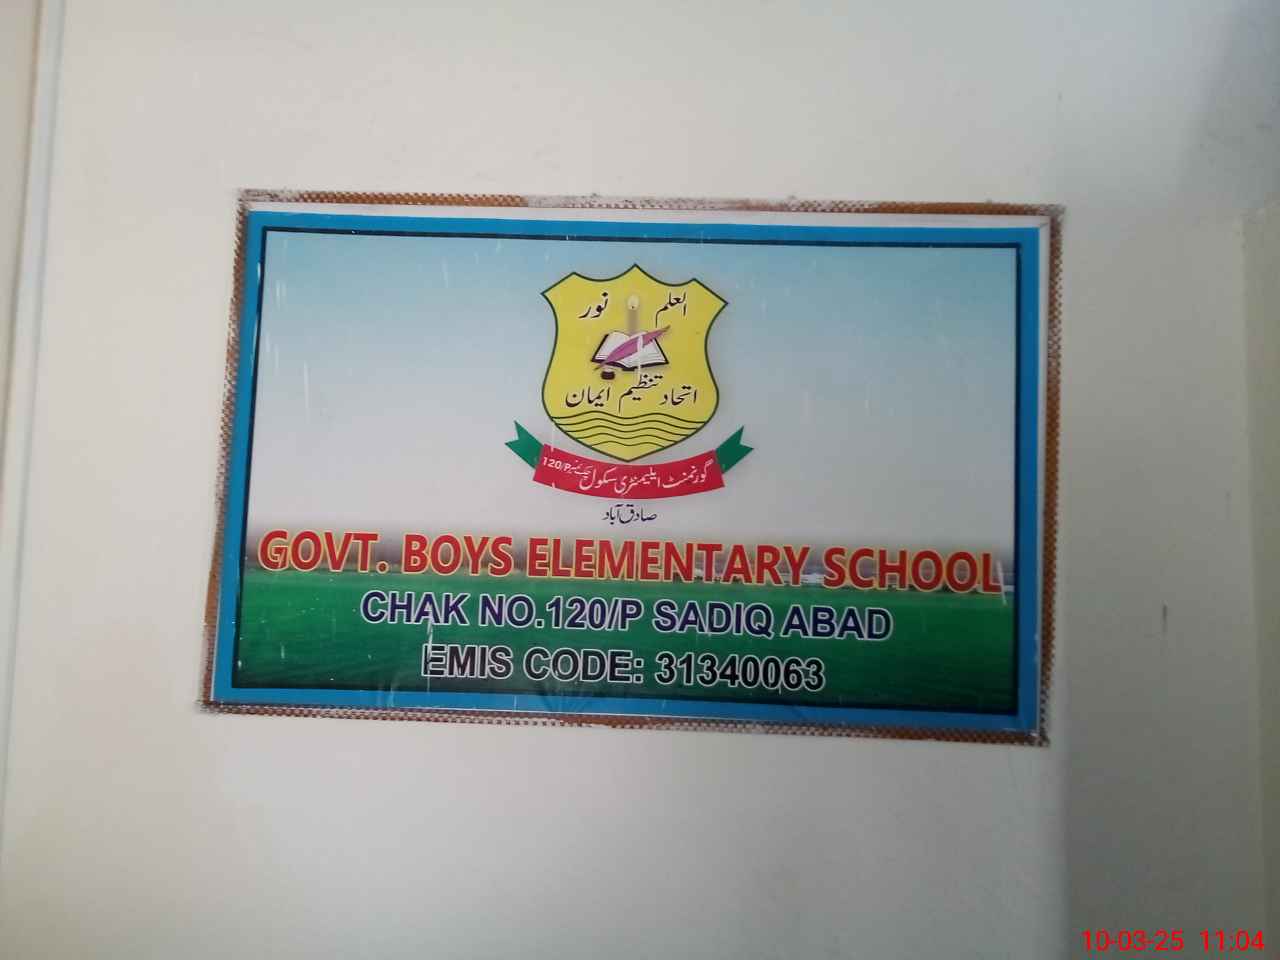 العلم نور
اتحاد تنظیم ایمان
گورنمنٹ ایلیمنٹری سکول چک نمبر 120/P
صادق آباد
GOVT. BOYS ELEMENTARY SCHOOL
CHAK NO.120/P SADIQ ABAD
EMIS CODE: 31340063
10-03-25 11:04